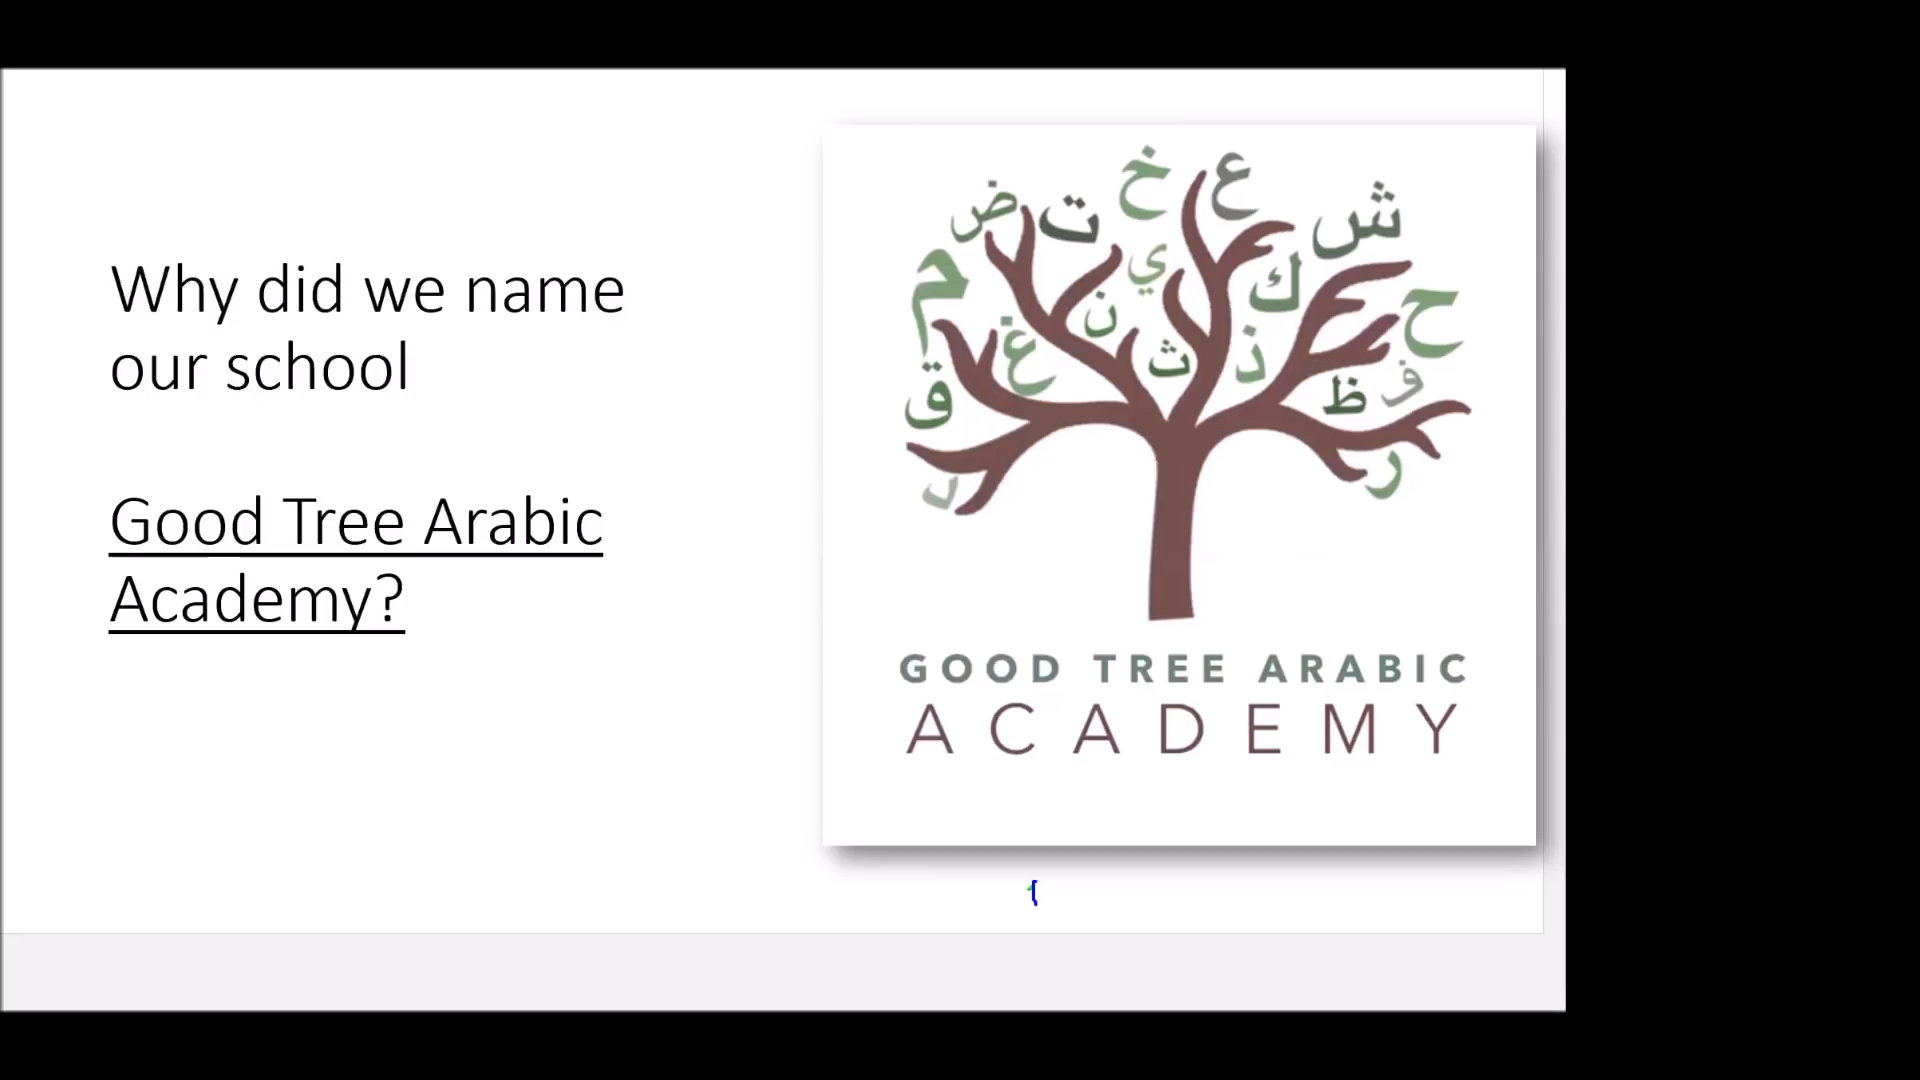 Why did we name
our school
Good Tree Arabic
Academy?
خ ع
ض ت ش
م ي ك ح
ن غ ث ذ
ق ظ ف
د ر
GOOD TREE ARABIC
ACADEMY